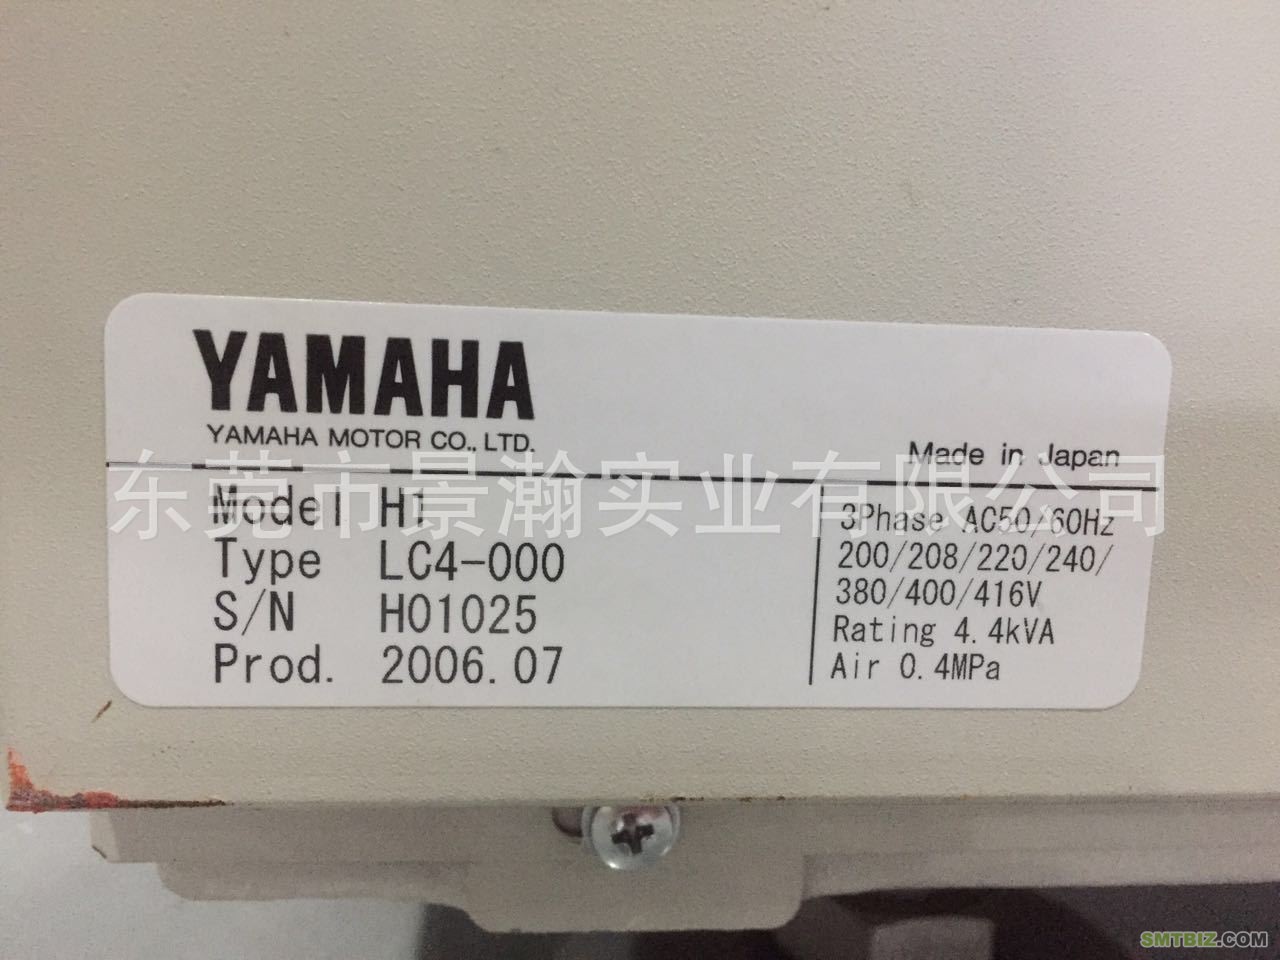 YAMAHA
YAMAHA MOTOR CO., LTD.
Made in Japan
东莞市景瀚实业有限公司
Model H1
Type LC4-000
S/N H01025
Prod. 2006.07
3Phase AC50/60Hz
200/208/220/240/
380/400/416V
Rating 4.4kVA
Air 0.4MPa
SMTBIZ.COM